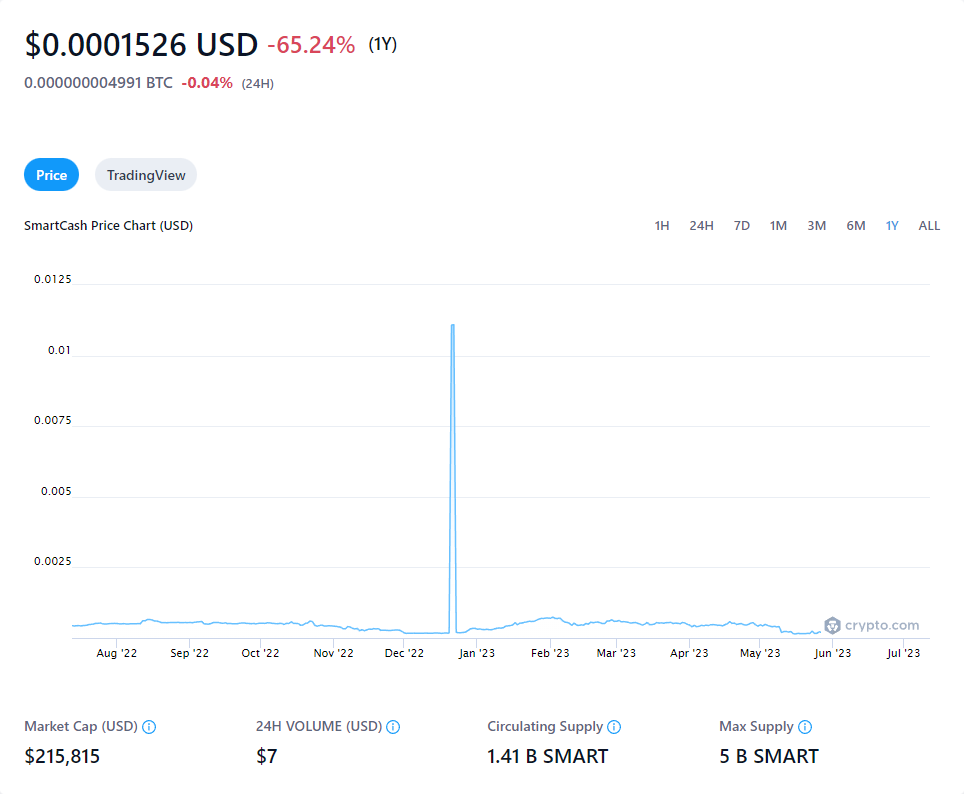 $0.0001526 USD -65.24% (1Y)
0.000000004991 BTC -0.04% (24H)
Price TradingView
SmartCash Price Chart (USD) 1H 24H 7D 1M 3M 6M 1Y ALL
0.0125
0.01
0.0075
0.005
0.0025
crypto.com
Aug '22 Sep '22 Oct '22 Nov '22 Dec '22 Jan '23 Feb '23 Mar '23 Apr '23 May '23 Jun '23 Jul '23
Market Cap (USD) 24H VOLUME (USD) Circulating Supply Max Supply
$215,815 $7 1.41 B SMART 5 B SMART